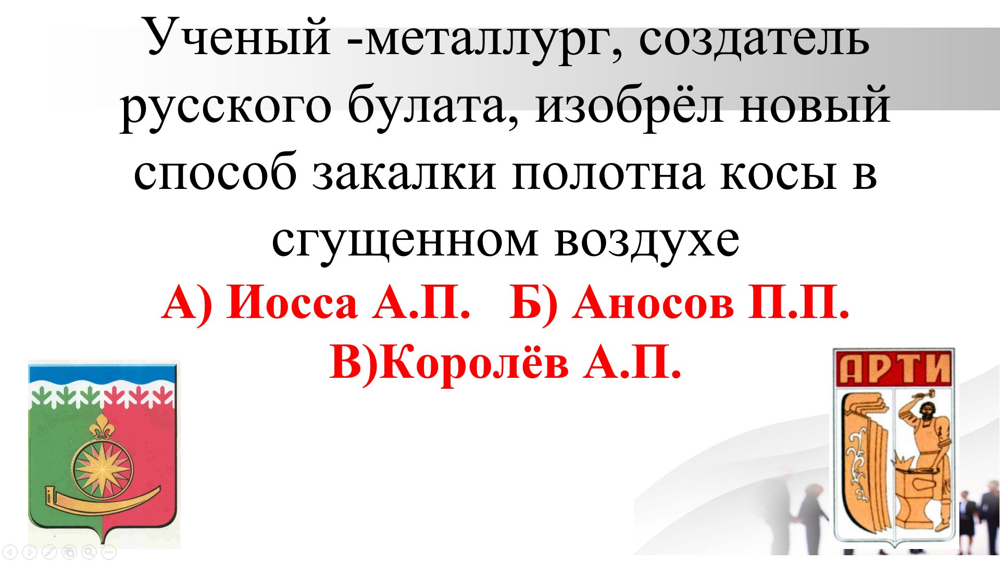 Ученый -металлург, создатель
русского булата, изобрёл новый
способ закалки полотна косы в
сгущенном воздухе
А) Иосса А.П.   Б) Аносов П.П.
В)Королёв А.П.
АРТИ